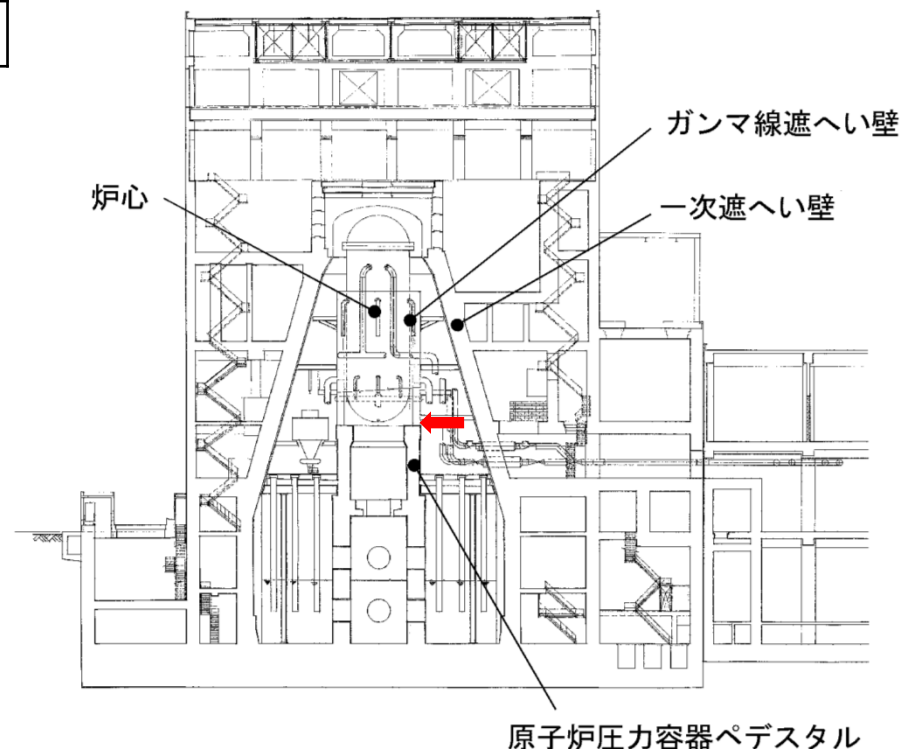 ガンマ線遮へい壁
炉心
一次遮へい壁
原子炉圧力容器ペデスタル